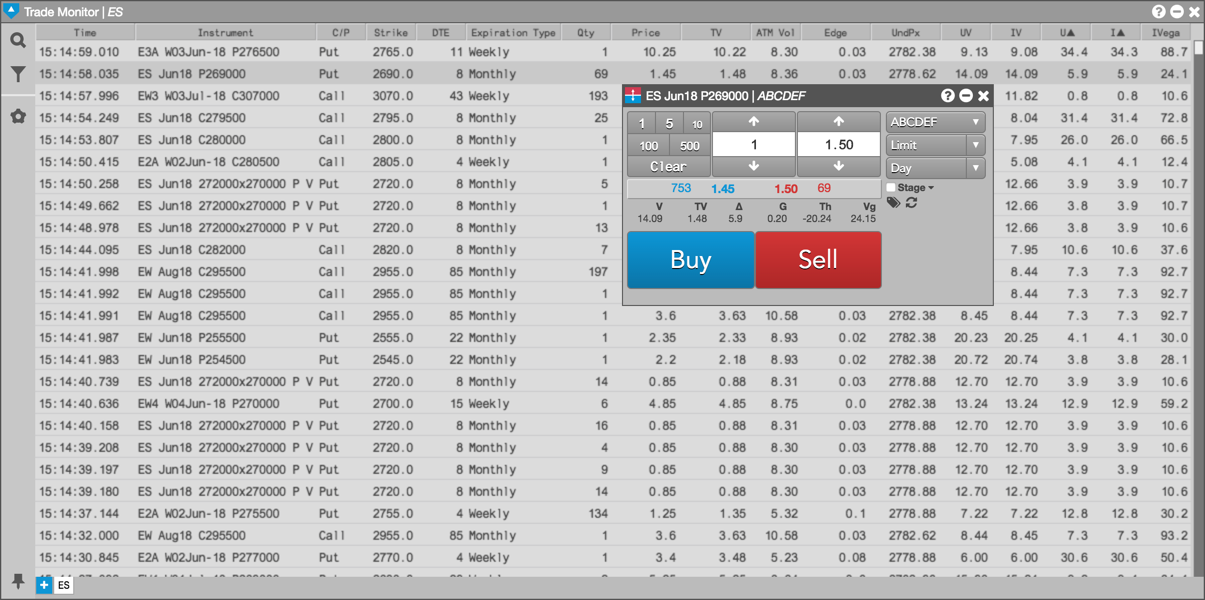 Trade Monitor | ES
Time Instrument C/P Strike DTE Expiration Type Qty Price TV ATM Vol Edge UndPx UV IV U▲ I▲ IVega
15:14:59.010 E3A W03Jun-18 P276500 Put 2765.0 11 Weekly 1 10.25 10.22 8.30 0.03 2782.38 9.13 9.08 34.4 34.3 88.7
15:14:58.035 ES Jun18 P269000 Put 2690.0 8 Monthly 69 1.45 1.48 8.36 0.03 2778.62 14.09 14.09 5.9 5.9 24.1
15:14:57.996 EW3 W03Jul-18 C307000 Call 3070.0 43 Weekly 193 11.82 0.8 0.8 10.6
15:14:54.249 ES Jun18 C279500 Call 2795.0 8 Monthly 25 8.04 31.4 31.4 72.8
15:14:53.807 ES Jun18 C280000 Call 2800.0 8 Monthly 1 7.95 26.0 26.0 66.5
15:14:50.415 E2A W02Jun-18 C280500 Call 2805.0 4 Weekly 1 5.08 4.1 4.1 12.4
15:14:50.258 ES Jun18 272000x270000 P V Put 2720.0 8 Monthly 5 12.66 3.9 3.9 10.7
15:14:49.662 ES Jun18 272000x270000 P V Put 2720.0 8 Monthly 1 12.66 3.8 3.9 10.7
15:14:48.978 ES Jun18 272000x270000 P V Put 2720.0 8 Monthly 13 12.66 3.8 3.9 10.7
15:14:44.095 ES Jun18 C282000 Call 2820.0 8 Monthly 7 7.95 10.6 10.6 37.6
15:14:41.998 EW Aug18 C295500 Call 2955.0 85 Monthly 197 8.44 7.3 7.3 92.7
15:14:41.992 EW Aug18 C295500 Call 2955.0 85 Monthly 1 8.44 7.3 7.3 92.7
15:14:41.991 EW Aug18 C295500 Call 2955.0 85 Monthly 1 3.6 3.63 10.58 0.03 2782.38 8.45 8.44 7.3 7.3 92.7
15:14:41.987 EW Jun18 P255500 Put 2555.0 22 Monthly 1 2.35 2.33 8.93 0.02 2782.38 20.23 20.25 4.1 4.1 30.0
15:14:41.983 EW Jun18 P254500 Put 2545.0 22 Monthly 1 2.2 2.18 8.93 0.02 2782.38 20.72 20.74 3.8 3.8 28.1
15:14:40.739 ES Jun18 272000x270000 P V Put 2720.0 8 Monthly 14 0.85 0.88 8.31 0.03 2778.88 12.70 12.70 3.9 3.9 10.6
15:14:40.636 EW4 W04Jun-18 P270000 Put 2700.0 15 Weekly 6 4.85 4.85 8.75 0.0 2782.38 13.24 13.24 12.9 12.9 59.2
15:14:40.158 ES Jun18 272000x270000 P V Put 2720.0 8 Monthly 16 0.85 0.88 8.31 0.03 2778.88 12.70 12.70 3.9 3.9 10.6
15:14:39.208 ES Jun18 272000x270000 P V Put 2720.0 8 Monthly 4 0.85 0.88 8.30 0.03 2778.88 12.70 12.70 3.9 3.9 10.6
15:14:39.197 ES Jun18 272000x270000 P V Put 2720.0 8 Monthly 9 0.85 0.88 8.30 0.03 2778.88 12.70 12.70 3.9 3.9 10.6
15:14:39.180 ES Jun18 272000x270000 P V Put 2720.0 8 Monthly 14 0.85 0.88 8.30 0.03 2778.88 12.70 12.70 3.9 3.9 10.6
15:14:37.144 E2A W02Jun-18 P275500 Put 2755.0 4 Weekly 134 1.25 1.35 5.32 0.1 2778.88 7.22 7.22 12.8 12.8 30.2
15:14:32.000 EW Aug18 C295500 Call 2955.0 85 Monthly 1 3.6 3.63 10.58 0.03 2782.62 8.44 8.45 7.3 7.3 93.2
15:14:30.845 E2A W02Jun-18 P277000 Put 2770.0 4 Weekly 1 3.4 3.48 5.23 0.08 2778.88 6.00 6.00 30.6 30.6 50.4
ES
ES Jun18 P269000 | ABCDEF
1 5 10
100 500 1 1.50
Clear
ABCDEF
Limit
Day
Stage
753 1.45 1.50 69
V TV Δ G Th Vg
14.09 1.48 5.9 0.20 -20.24 24.15
Buy Sell